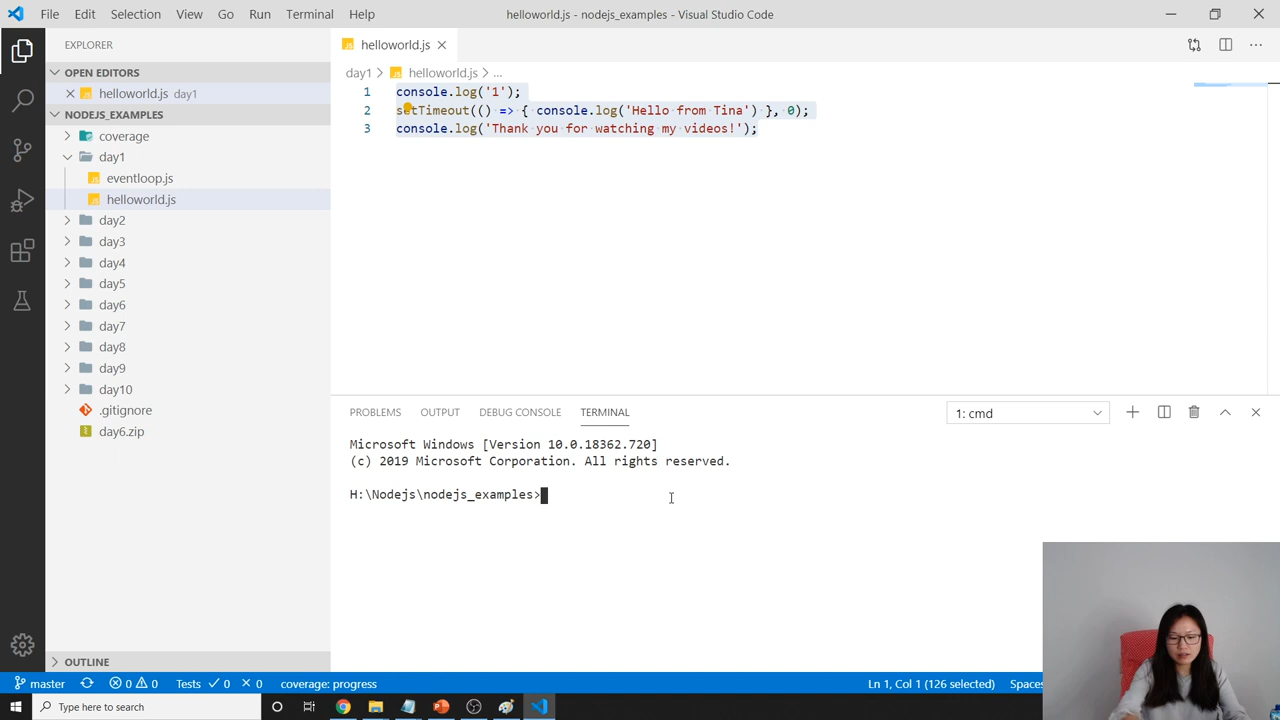 File Edit Selection View Go Run Terminal Help
helloworld.js - nodejs_examples - Visual Studio Code
EXPLORER
OPEN EDITORS
helloworld.js day1
NODEJS_EXAMPLES
coverage
day1
eventloop.js
helloworld.js
day2
day3
day4
day5
day6
day7
day8
day9
day10
.gitignore
day6.zip
OUTLINE
helloworld.js
day1 > helloworld.js > ...
1 console.log('1');
2 setTimeout(() => { console.log('Hello from Tina') }, 0);
3 console.log('Thank you for watching my videos!');
PROBLEMS OUTPUT DEBUG CONSOLE TERMINAL
1: cmd
Microsoft Windows [Version 10.0.18362.720]
(c) 2019 Microsoft Corporation. All rights reserved.
H:\Nodejs\nodejs_examples>
master 0 0 Tests 0 0 coverage: progress
Ln 1, Col 1 (126 selected) Spaces
Type here to search